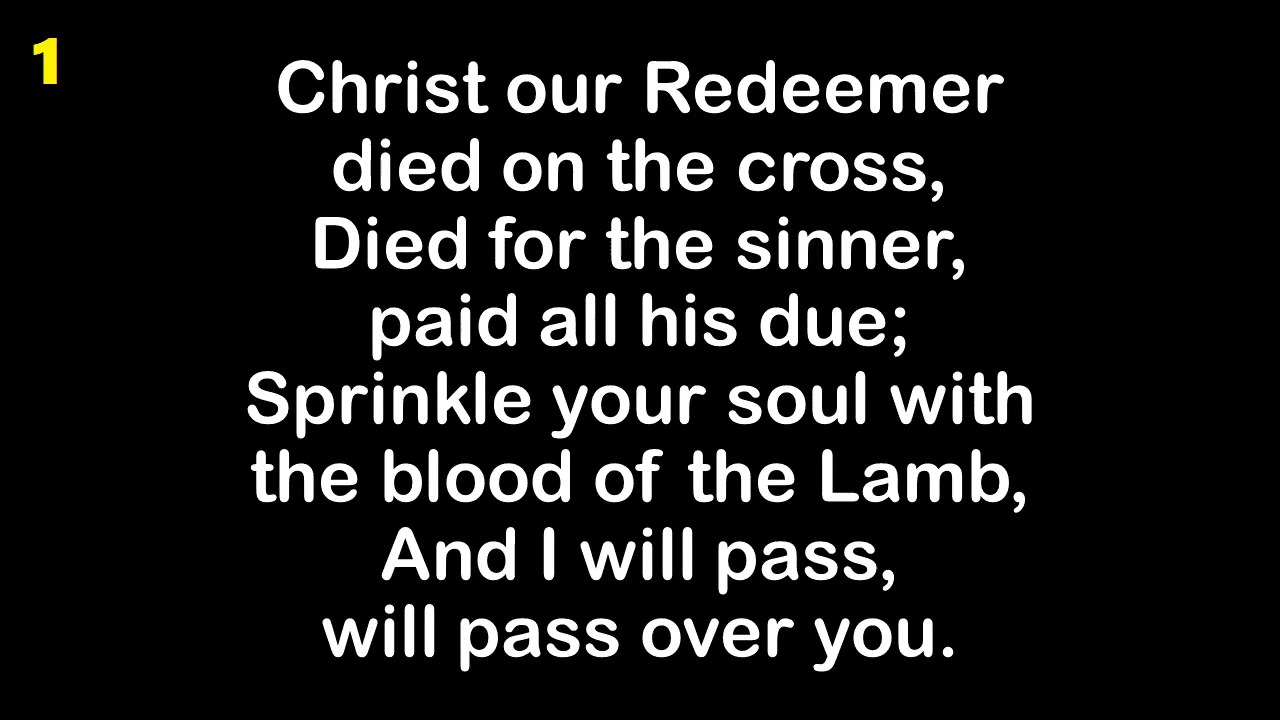 1
Christ our Redeemer
died on the cross,
Died for the sinner,
paid all his due;
Sprinkle your soul with
the blood of the Lamb,
And I will pass,
will pass over you.